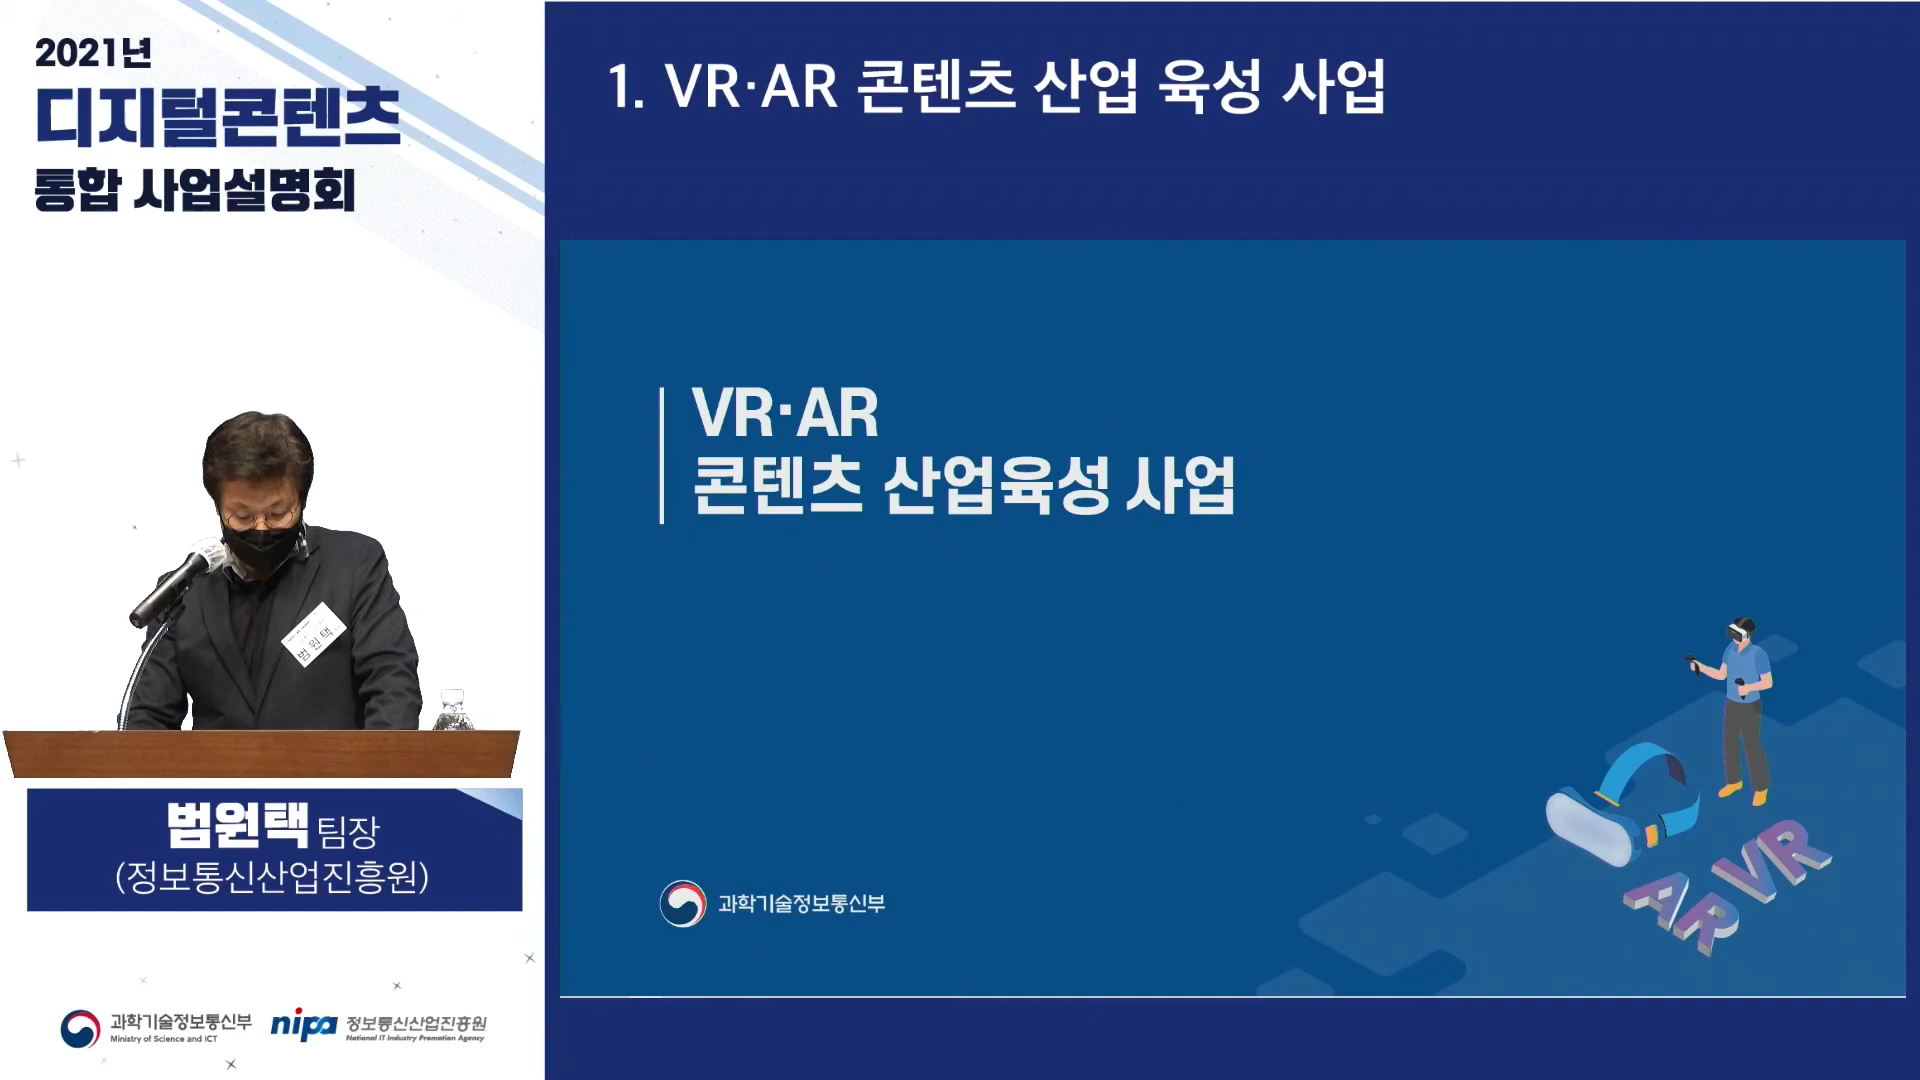 2021년
디지털콘텐츠
통합 사업설명회
범원택
범원택 팀장
(정보통신산업진흥원)
과학기술정보통신부
Ministry of Science and ICT
nipa 정보통신산업진흥원
National IT Industry Promotion Agency
1. VR·AR 콘텐츠 산업 육성 사업
VR·AR
콘텐츠 산업육성 사업
과학기술정보통신부
AR VR